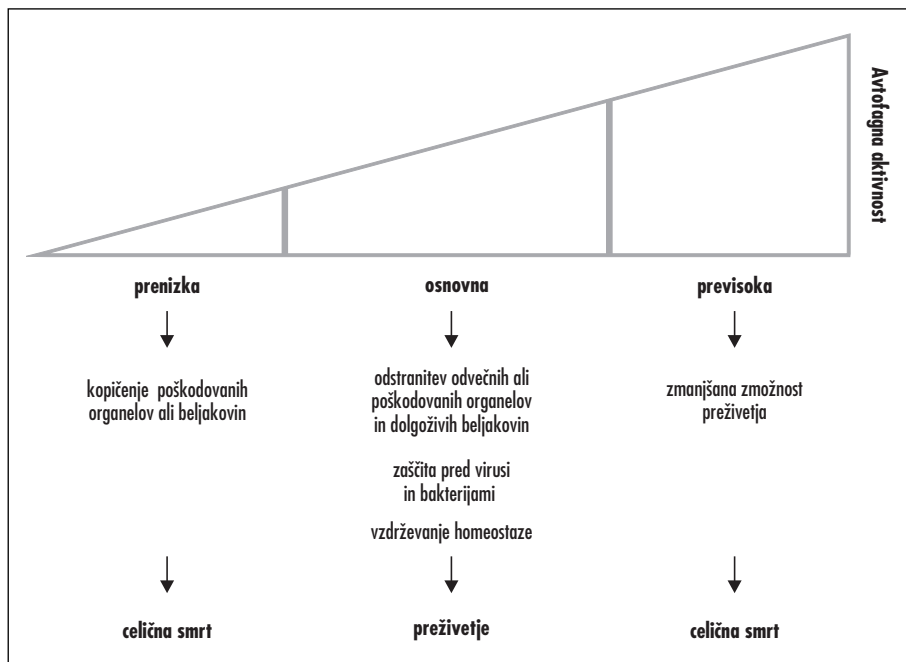 Avtofagna aktivnost
prenizka
osnovna
previsoka
kopičenje poškodovanih
organelov ali beljakovin
odstranitev odvečnih ali
poškodovanih organelov
in dolgoživih beljakovin
zaščita pred virusi
in bakterijami
vzdrževanje homeostaze
zmanjšana zmožnost
preživetja
celična smrt
preživetje
celična smrt